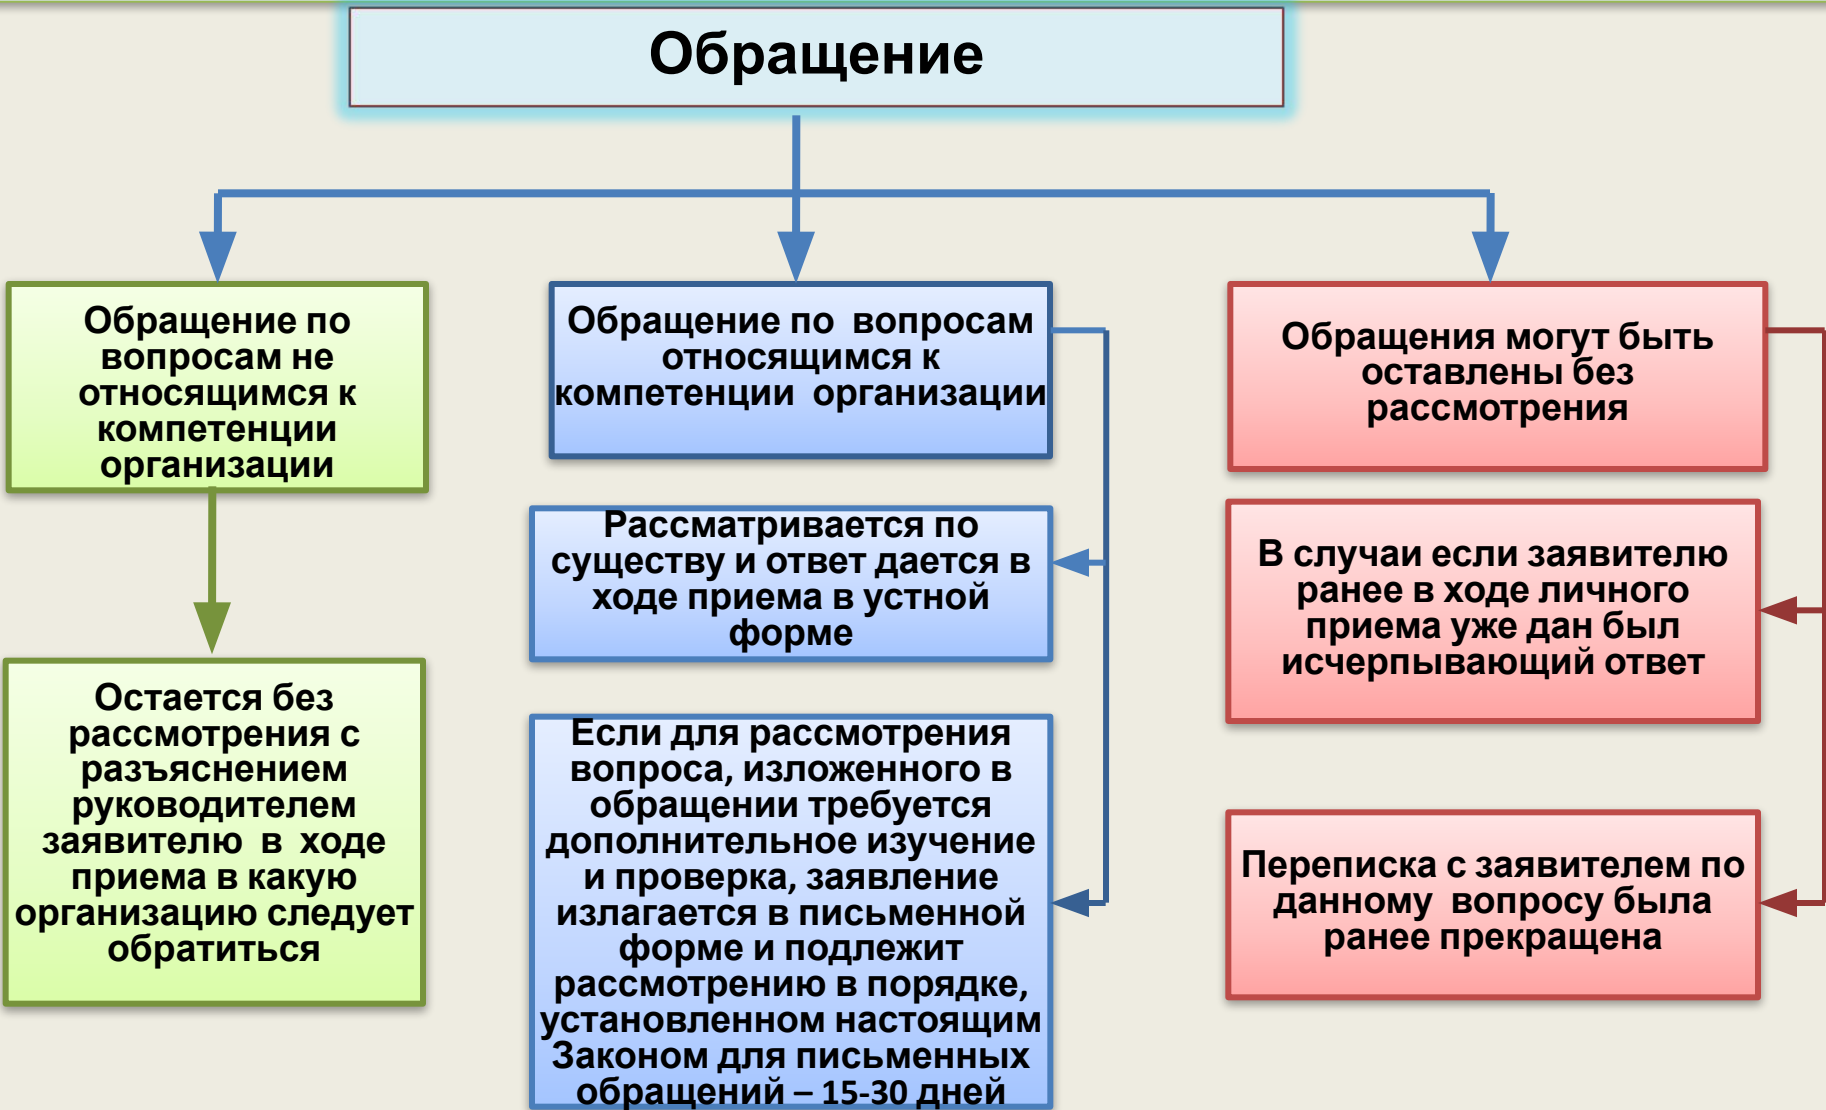 Обращение
Обращение по
вопросам не
относящимся к
компетенции
организации
Остается без
рассмотрения с
разъяснением
руководителем
заявителю в ходе
приема в какую
организацию следует
обратиться
Обращение по вопросам
относящимся к
компетенции организации
Рассматривается по
существу и ответ дается в
ходе приема в устной
форме
Если для рассмотрения
вопроса, изложенного в
обращении требуется
дополнительное изучение
и проверка, заявление
излагается в письменной
форме и подлежит
рассмотрению в порядке,
установленном настоящим
Законом для письменных
обращений – 15-30 дней
Обращения могут быть
оставлены без
рассмотрения
В случаи если заявителю
ранее в ходе личного
приема уже дан был
исчерпывающий ответ
Переписка с заявителем по
данному вопросу была
ранее прекращена